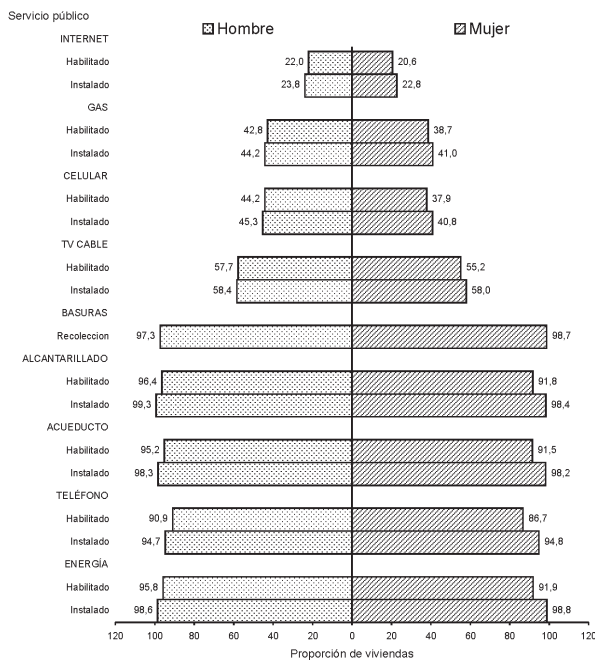 Servicio público
Hombre Mujer
INTERNET
Habilitado 22,0 20,6
Instalado 23,8 22,8
GAS
Habilitado 42,8 38,7
Instalado 44,2 41,0
CELULAR
Habilitado 44,2 37,9
Instalado 45,3 40,8
TV CABLE
Habilitado 57,7 55,2
Instalado 58,4 58,0
BASURAS
Recoleccion 97,3 98,7
ALCANTARILLADO
Habilitado 96,4 91,8
Instalado 99,3 98,4
ACUEDUCTO
Habilitado 95,2 91,5
Instalado 98,3 98,2
TELÉFONO
Habilitado 90,9 86,7
Instalado 94,7 94,8
ENERGÍA
Habilitado 95,8 91,9
Instalado 98,6 98,8
120 100 80 60 40 20 0 20 40 60 80 100 120
Proporción de viviendas